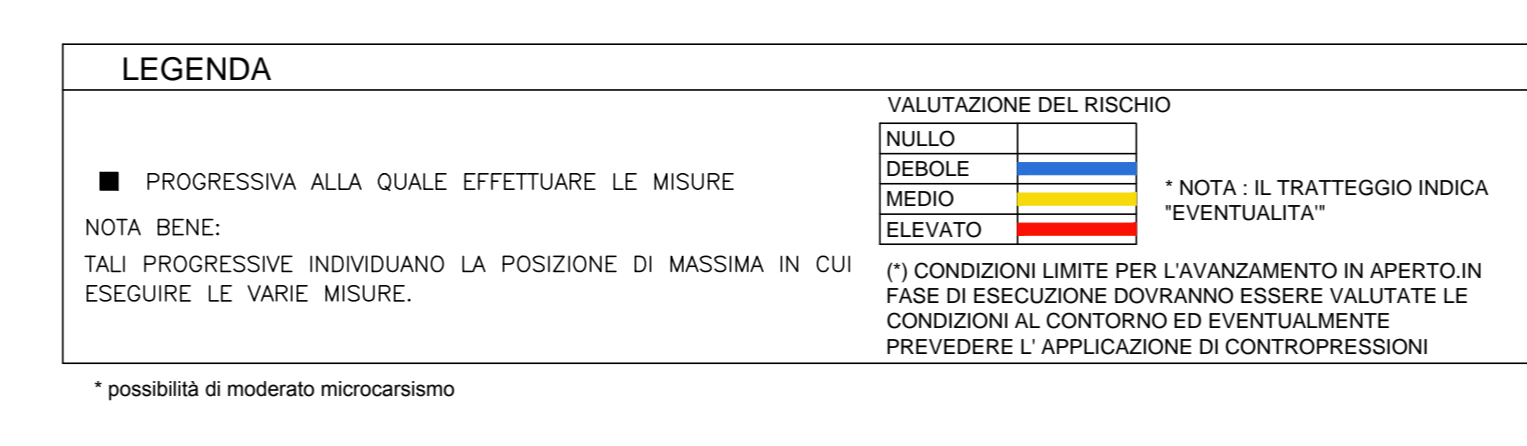 LEGENDA
■ PROGRESSIVA ALLA QUALE EFFETTUARE LE MISURE
NOTA BENE:
TALI PROGRESSIVE INDIVIDUANO LA POSIZIONE DI MASSIMA IN CUI
ESEGUIRE LE VARIE MISURE.
VALUTAZIONE DEL RISCHIO
NULLO
DEBOLE
MEDIO
ELEVATO
* NOTA : IL TRATTEGGIO INDICA
"EVENTUALITA'"
(*) CONDIZIONI LIMITE PER L'AVANZAMENTO IN APERTO.IN
FASE DI ESECUZIONE DOVRANNO ESSERE VALUTATE LE
CONDIZIONI AL CONTORNO ED EVENTUALMENTE
PREVEDERE L' APPLICAZIONE DI CONTROPRESSIONI
* possibilità di moderato microcarsismo